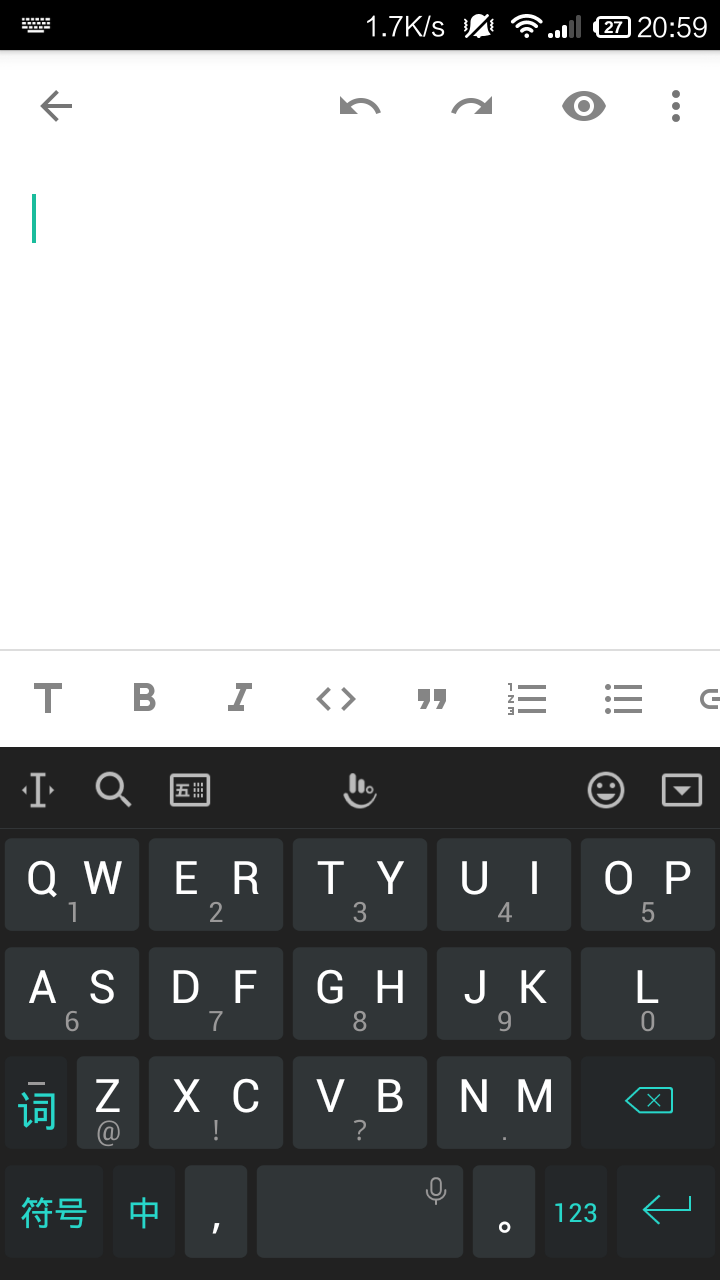 1.7K/s 27 20:59
T B I <> "
五
Q W E R T Y U I O P
1 2 3 4 5
A S D F G H J K L
6 7 8 9 0
词 Z X C V B N M
@ ! ? .
符号 中 , 。 123